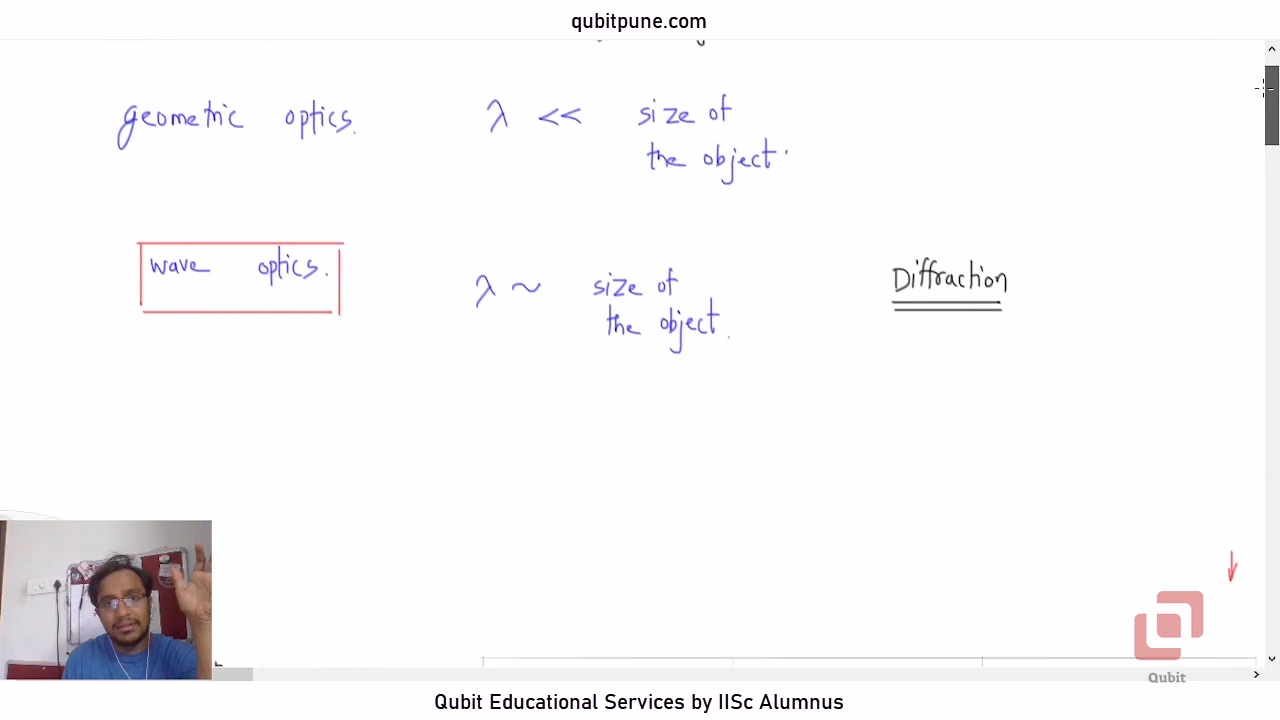 qubitpune.com
geometric optics.
λ << size of
the object.
wave optics.
λ ~ size of
the object.
Diffraction
Qubit
Qubit Educational Services by IISc Alumnus